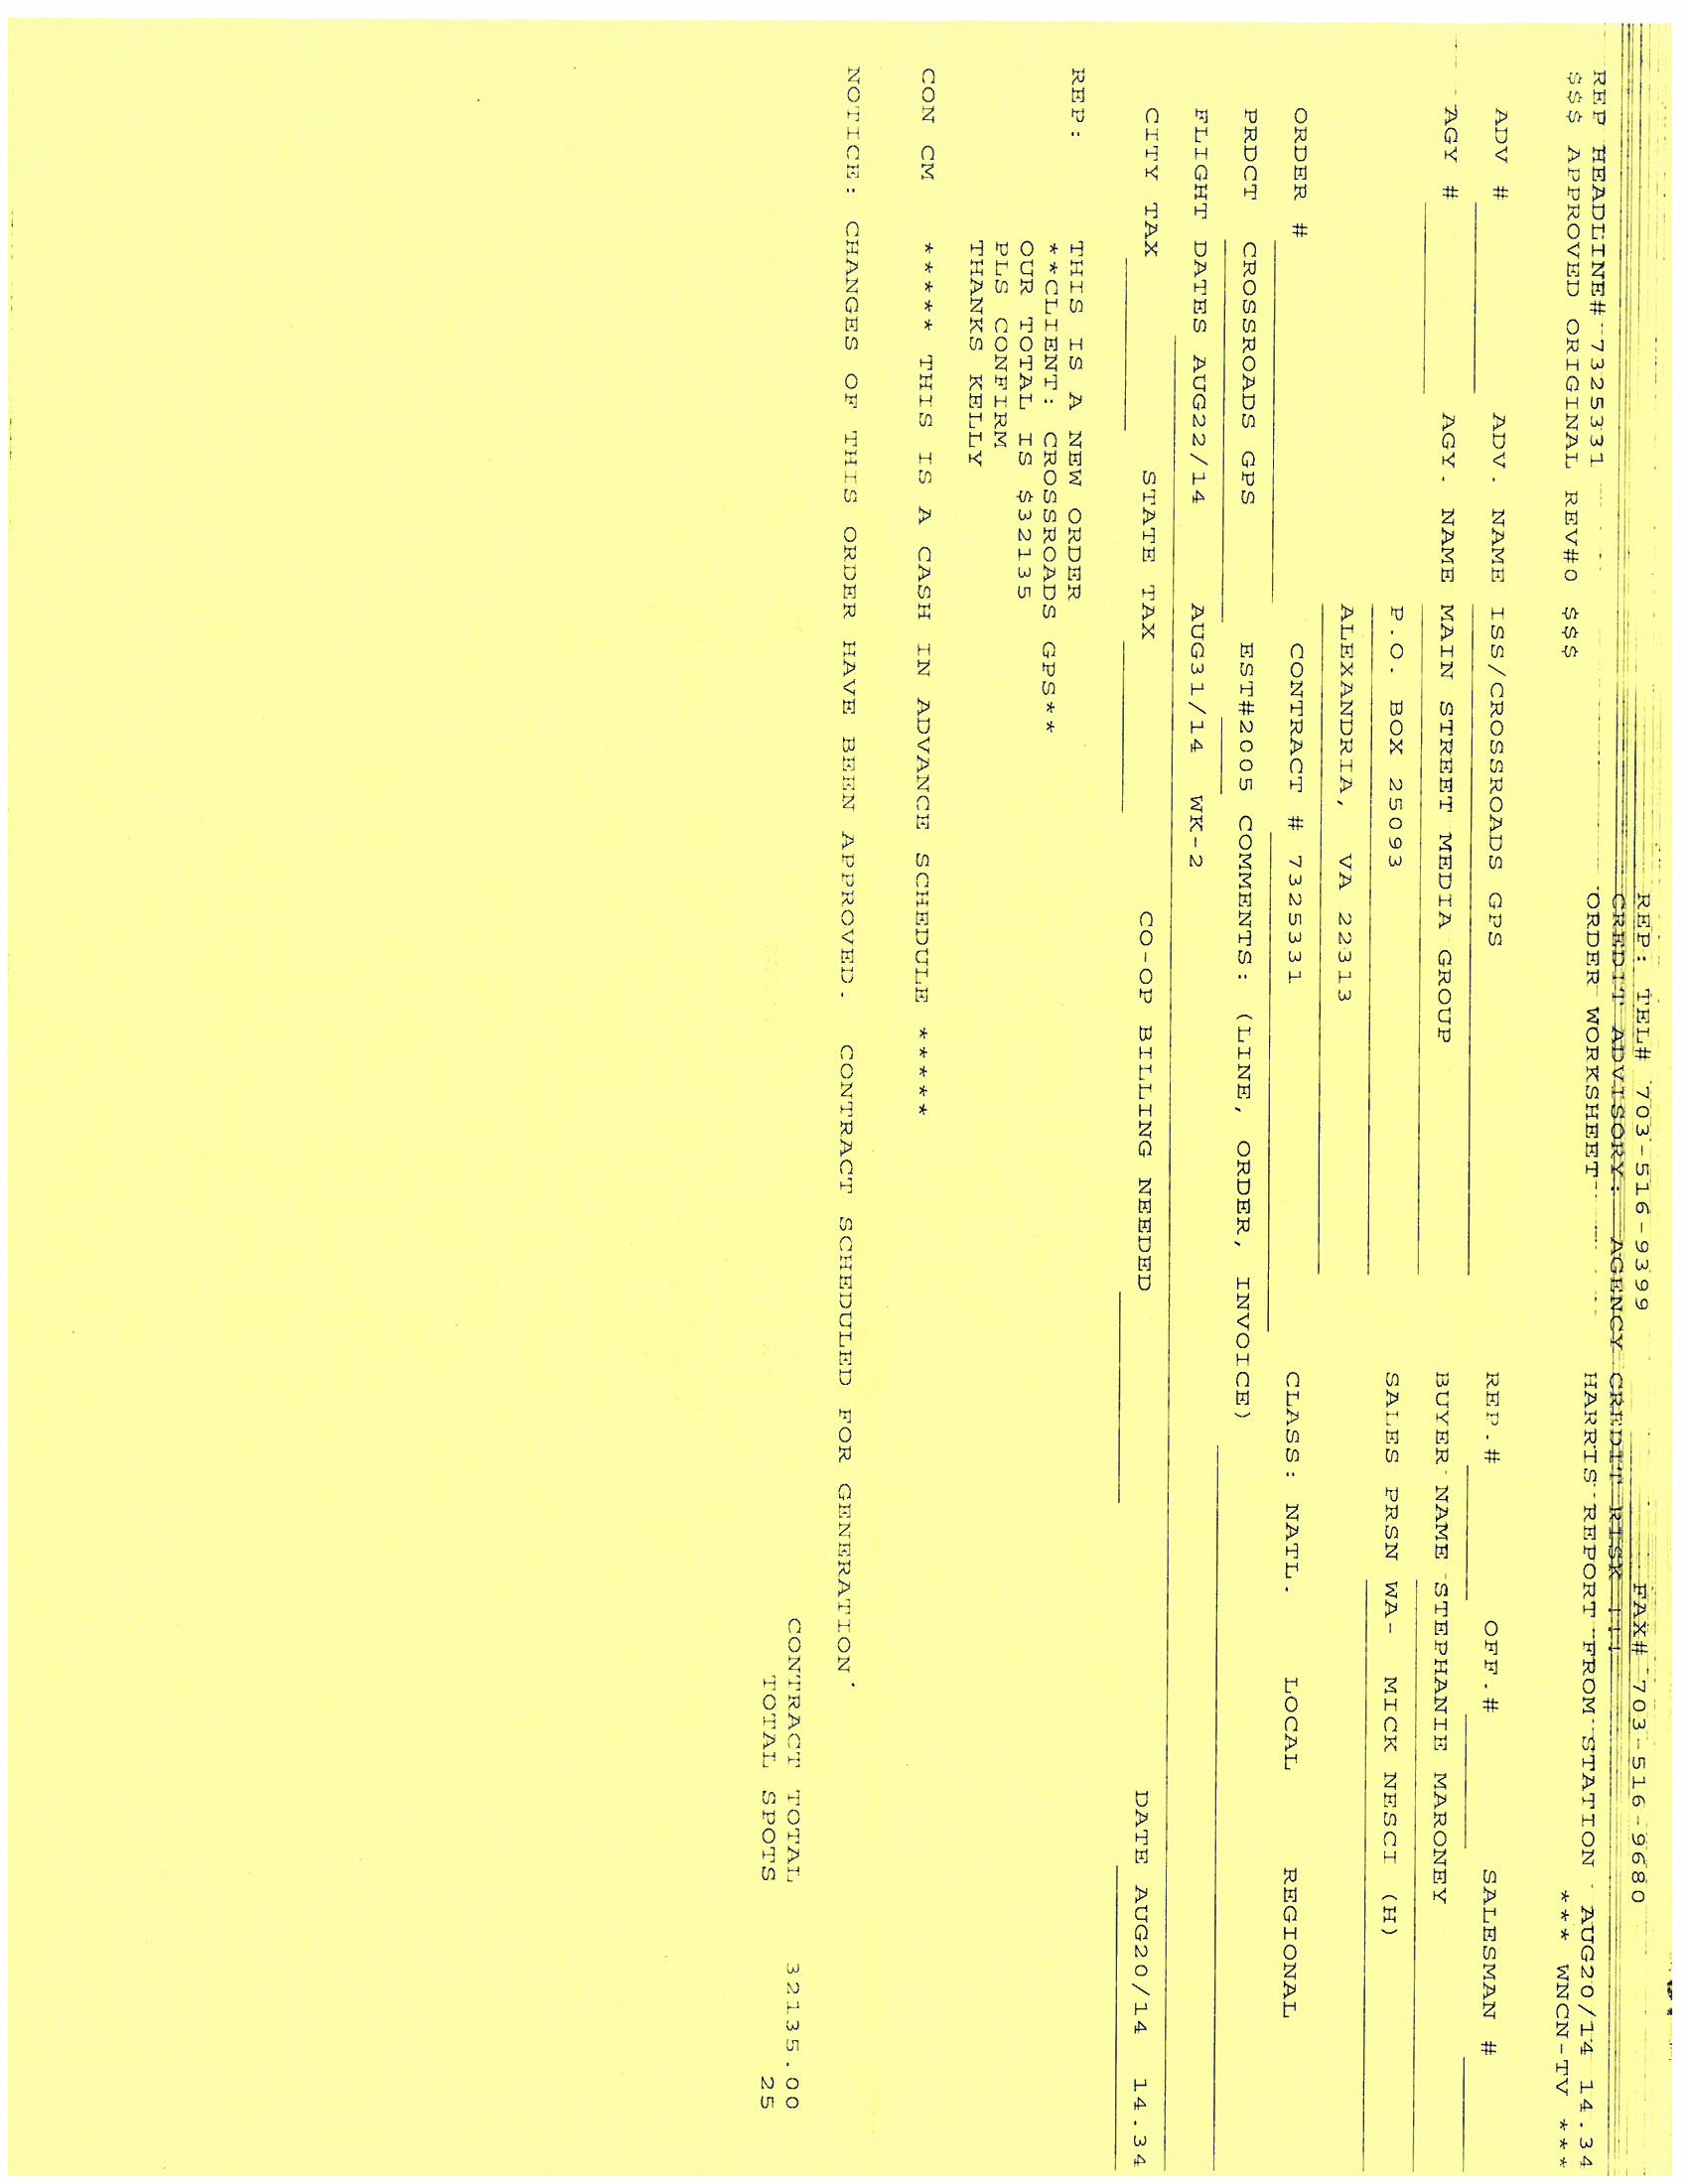 REP: TEL# 703-516-9399 FAX# 703-516-9680
CREDIT ADVISORY: AGENCY CREDIT RISK !!!
ORDER WORKSHEET HARRIS REPORT FROM STATION AUG20/14 14.34
REP HEADLINE# 7325331 *** WNCN-TV ***
$$$ APPROVED ORIGINAL REV#0 $$$
ADV # ADV. NAME ISS/CROSSROADS GPS REP.# OFF.# SALESMAN #
AGY # AGY. NAME MAIN STREET MEDIA GROUP BUYER NAME STEPHANIE MARONEY
P.O. BOX 25093 SALES PRSN WA- MICK NESCI (H)
ALEXANDRIA, VA 22313
ORDER # CONTRACT # 7325331 CLASS: NATL. LOCAL REGIONAL
PRDCT CROSSROADS GPS EST#2005 COMMENTS: (LINE, ORDER, INVOICE)
FLIGHT DATES AUG22/14 AUG31/14 WK-2
CITY TAX STATE TAX CO-OP BILLING NEEDED DATE AUG20/14 14.34
REP: THIS IS A NEW ORDER
**CLIENT: CROSSROADS GPS**
OUR TOTAL IS $32135
PLS CONFIRM
THANKS KELLY
CON CM ***** THIS IS A CASH IN ADVANCE SCHEDULE *****
NOTICE: CHANGES OF THIS ORDER HAVE BEEN APPROVED. CONTRACT SCHEDULED FOR GENERATION.
CONTRACT TOTAL 32135.00
TOTAL SPOTS 25